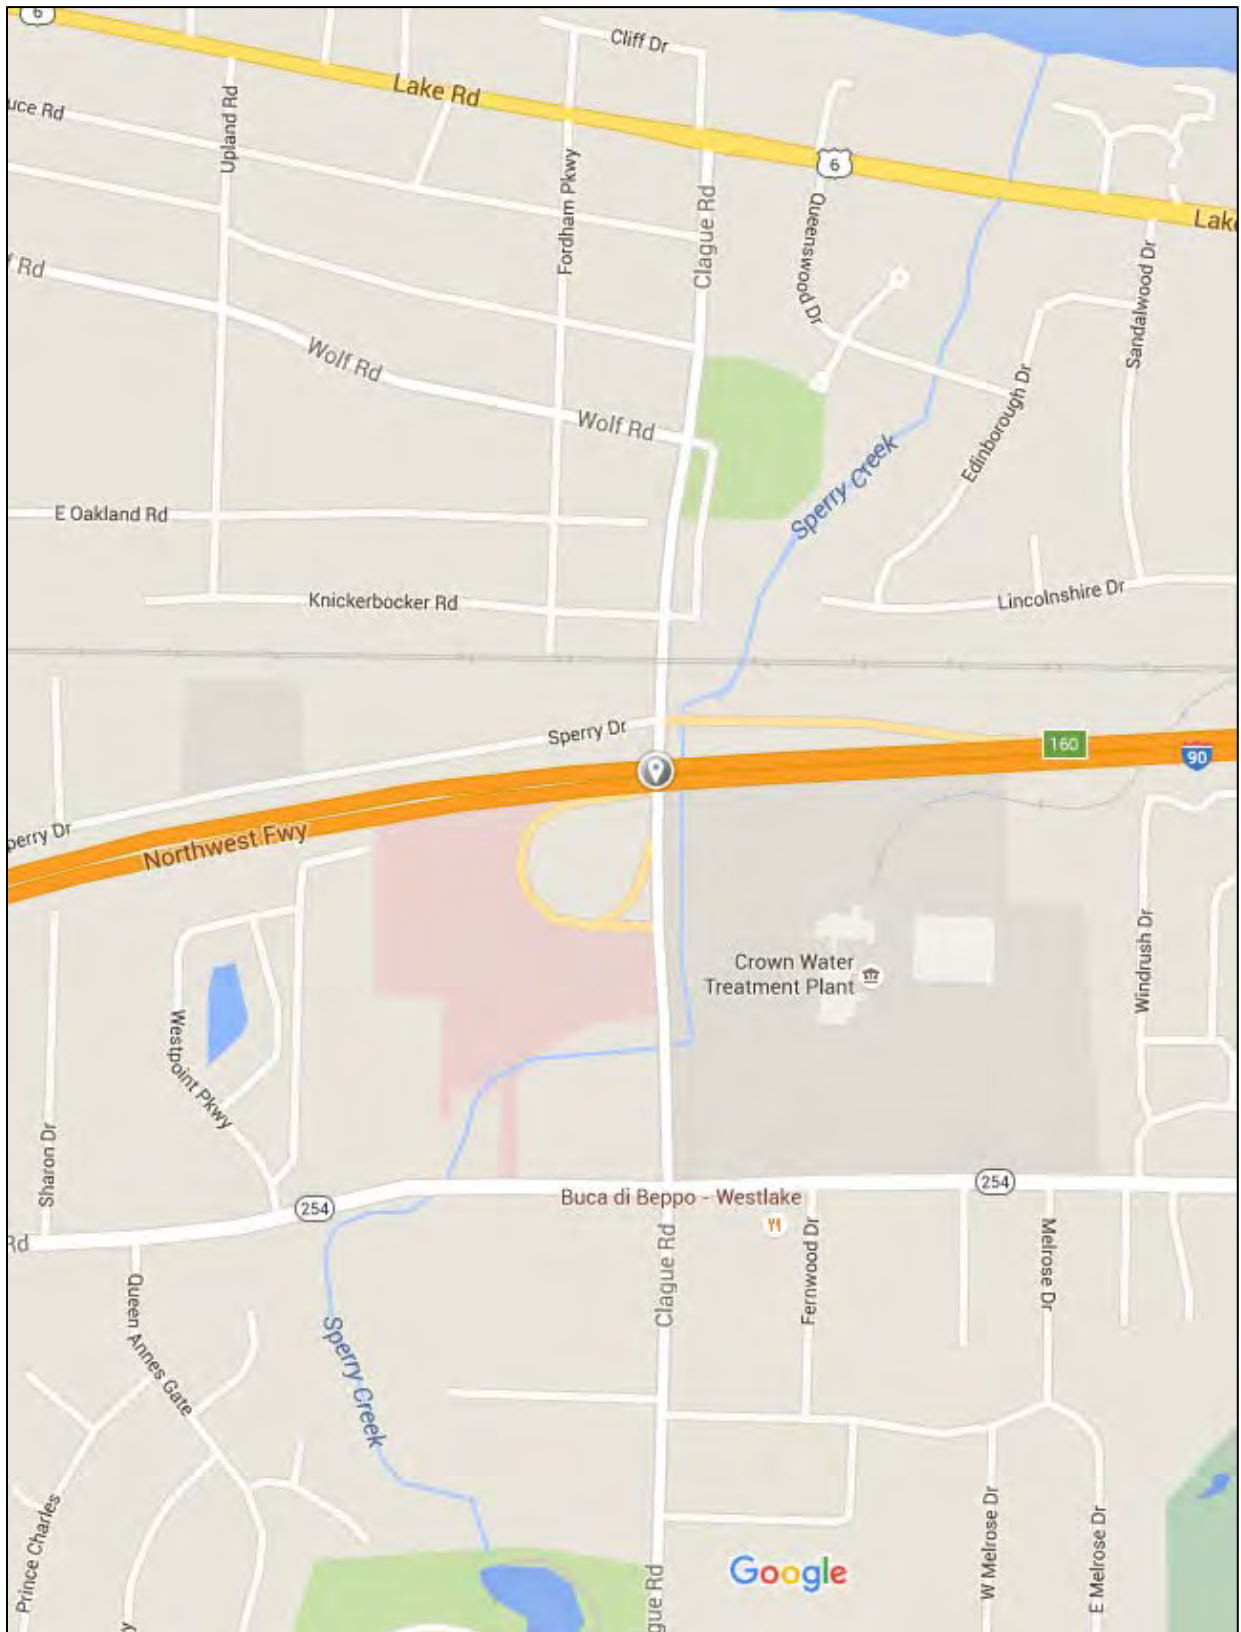 6
Cliff Dr
Lake Rd
uce Rd
Upland Rd
Fordham Pkwy
6
Clague Rd
Queenswood Dr
Lake
Sandalwood Dr
f Rd
Wolf Rd
Wolf Rd
Edinborough Dr
Sperry Creek
E Oakland Rd
Knickerbocker Rd
Lincolnshire Dr
Sperry Dr
160
90
perry Dr
Northwest Fwy
Windrush Dr
Crown Water
Treatment Plant
Westpoint Pkwy
Sharon Dr
254
254
Buca di Beppo - Westlake
Rd
Clague Rd
Fernwood Dr
Melrose Dr
Queen Annes Gate
Sperry Creek
Prince Charles
W Melrose Dr
E Melrose Dr
Google
gue Rd
y